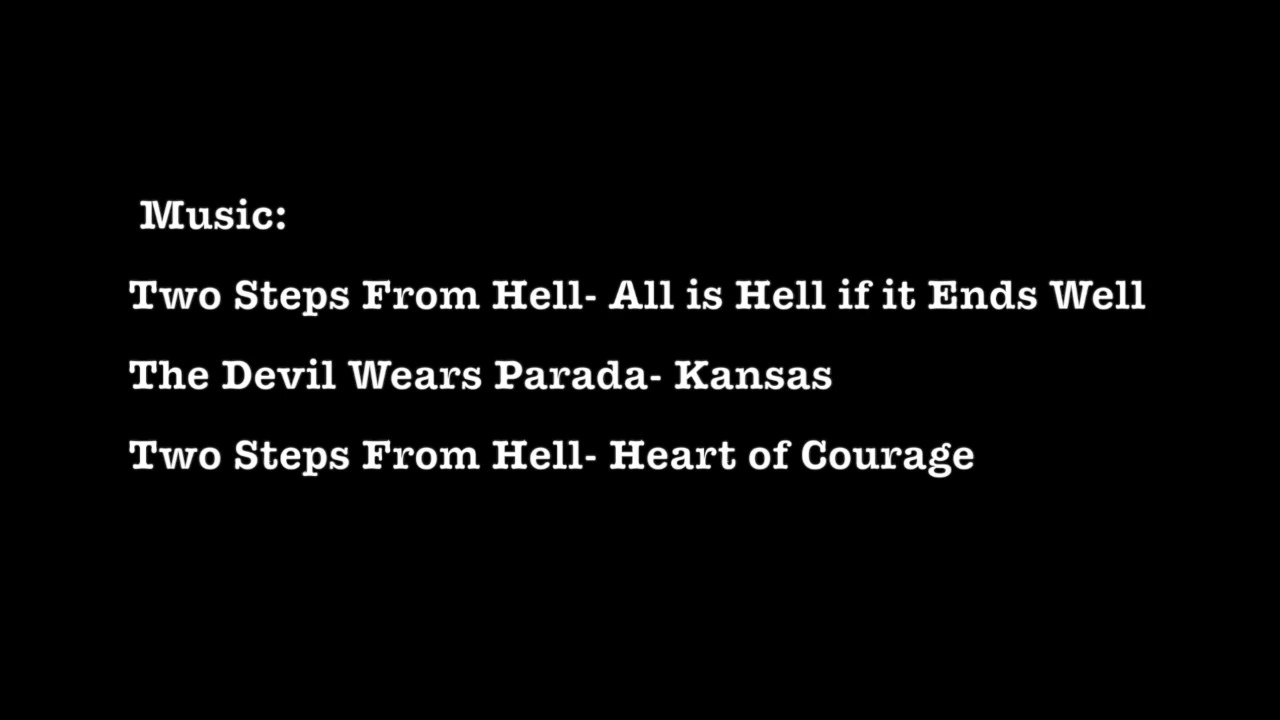 Music:
Two Steps From Hell- All is Hell if it Ends Well
The Devil Wears Parada- Kansas
Two Steps From Hell- Heart of Courage